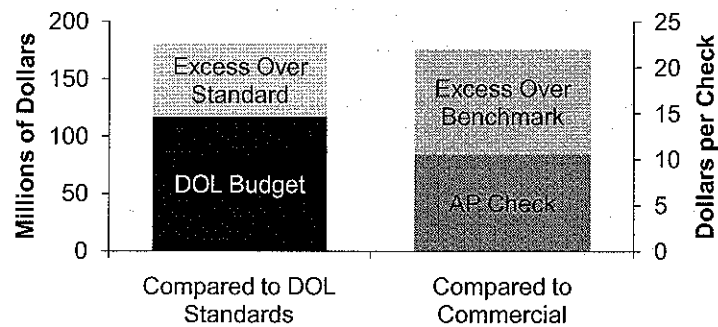 Millions of Dollars
200
150
100
50
0
Excess Over
Standard
DOL Budget
Excess Over
Benchmark
AP Check
25
20
15
10
5
0
Dollars per Check
Compared to DOL
Standards
Compared to
Commercial